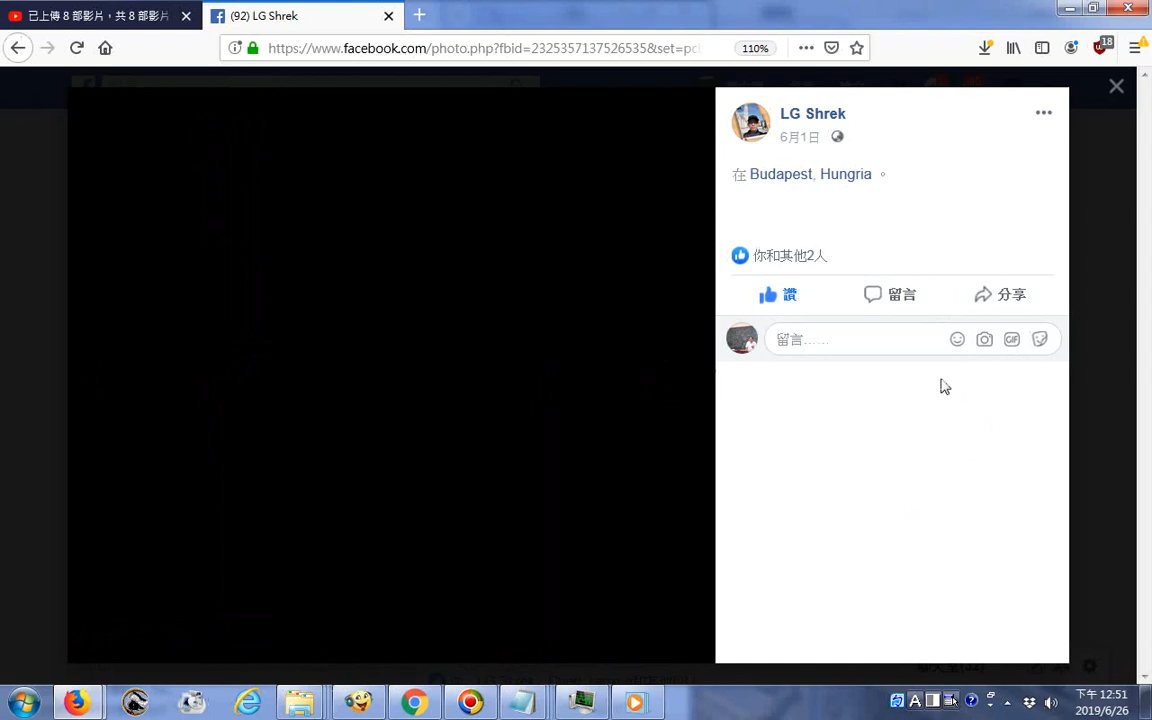 已上傳 8 部影片，共 8 部影片
(92) LG Shrek
https://www.facebook.com/photo.php?fbid=2325357137526535&set=pc
110%
18
LG Shrek
6月1日
在 Budapest, Hungria 。
你和其他2人
讚 留言 分享
留言……
GIF
下午 12:51
2019/6/26